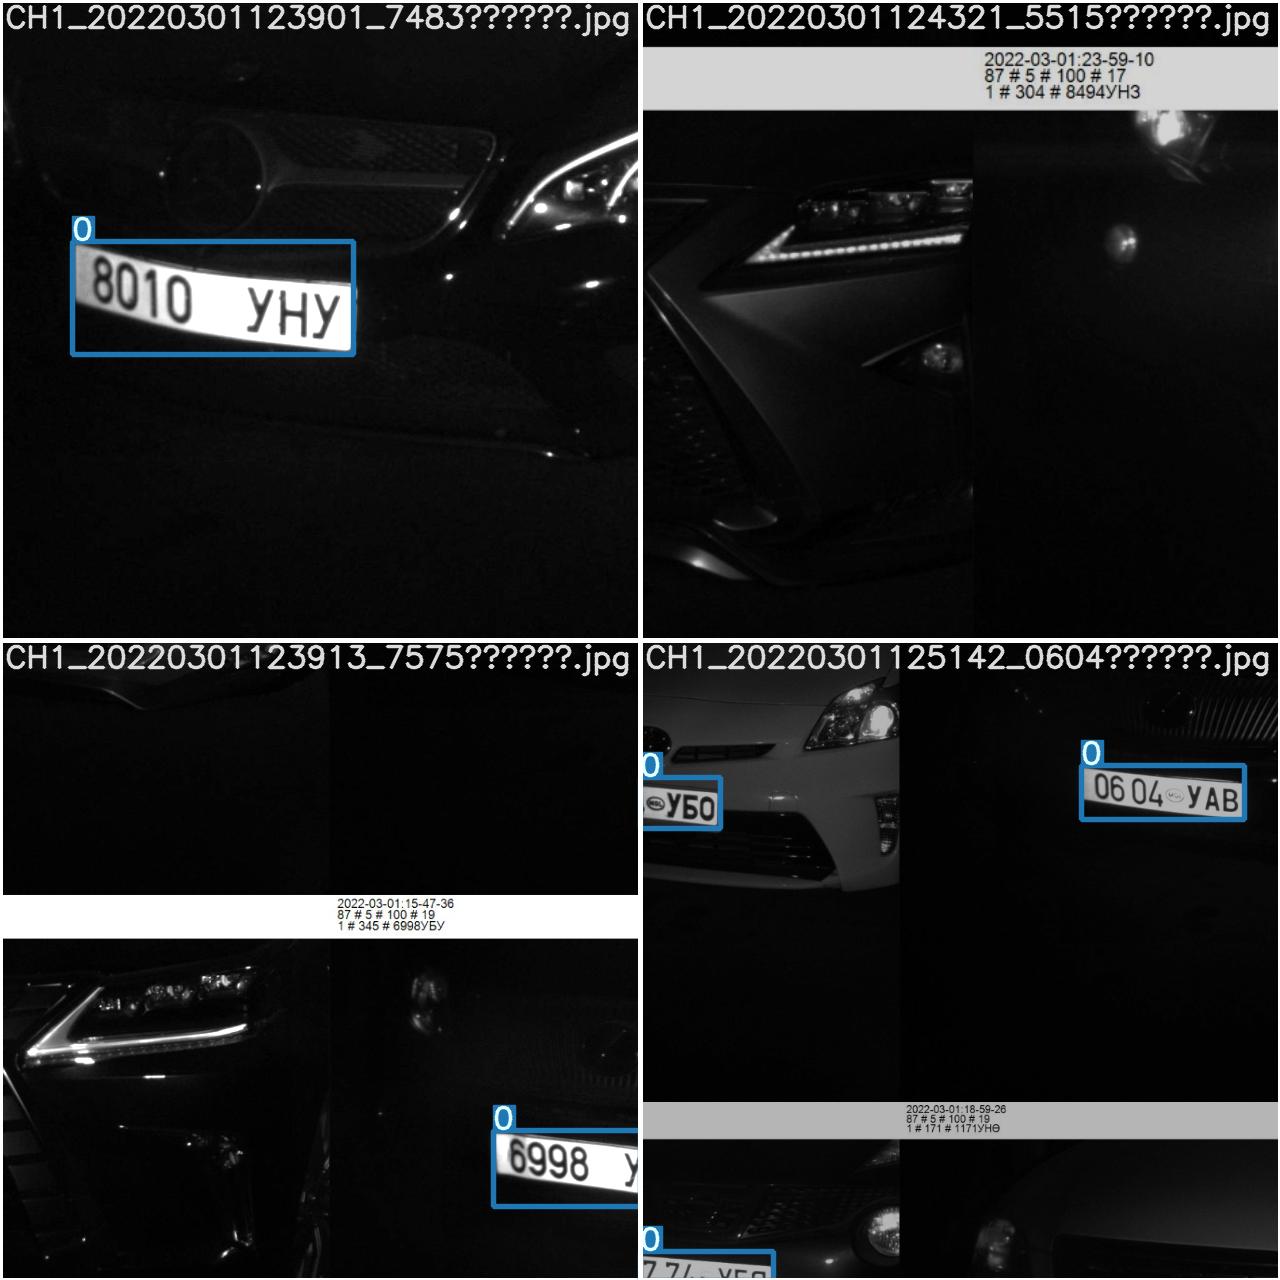 CH1_20220301123901_7483??????.jpg
0
8010 УНУ
CH1_20220301124321_5515??????.jpg
2022-03-01:23-59-10
87 # 5 # 100 # 17
1 # 304 # 8494УНЗ
CH1_20220301123913_7575??????.jpg
2022-03-01:15-47-36
87 # 5 # 100 # 19
1 # 345 # 6998УБУ
0
6998 У
CH1_20220301125142_0604??????.jpg
0
MGL УБО
0
06 04 MGL УАВ
2022-03-01:18-59-26
87 # 5 # 100 # 19
1 # 171 # 1171УНӨ
0